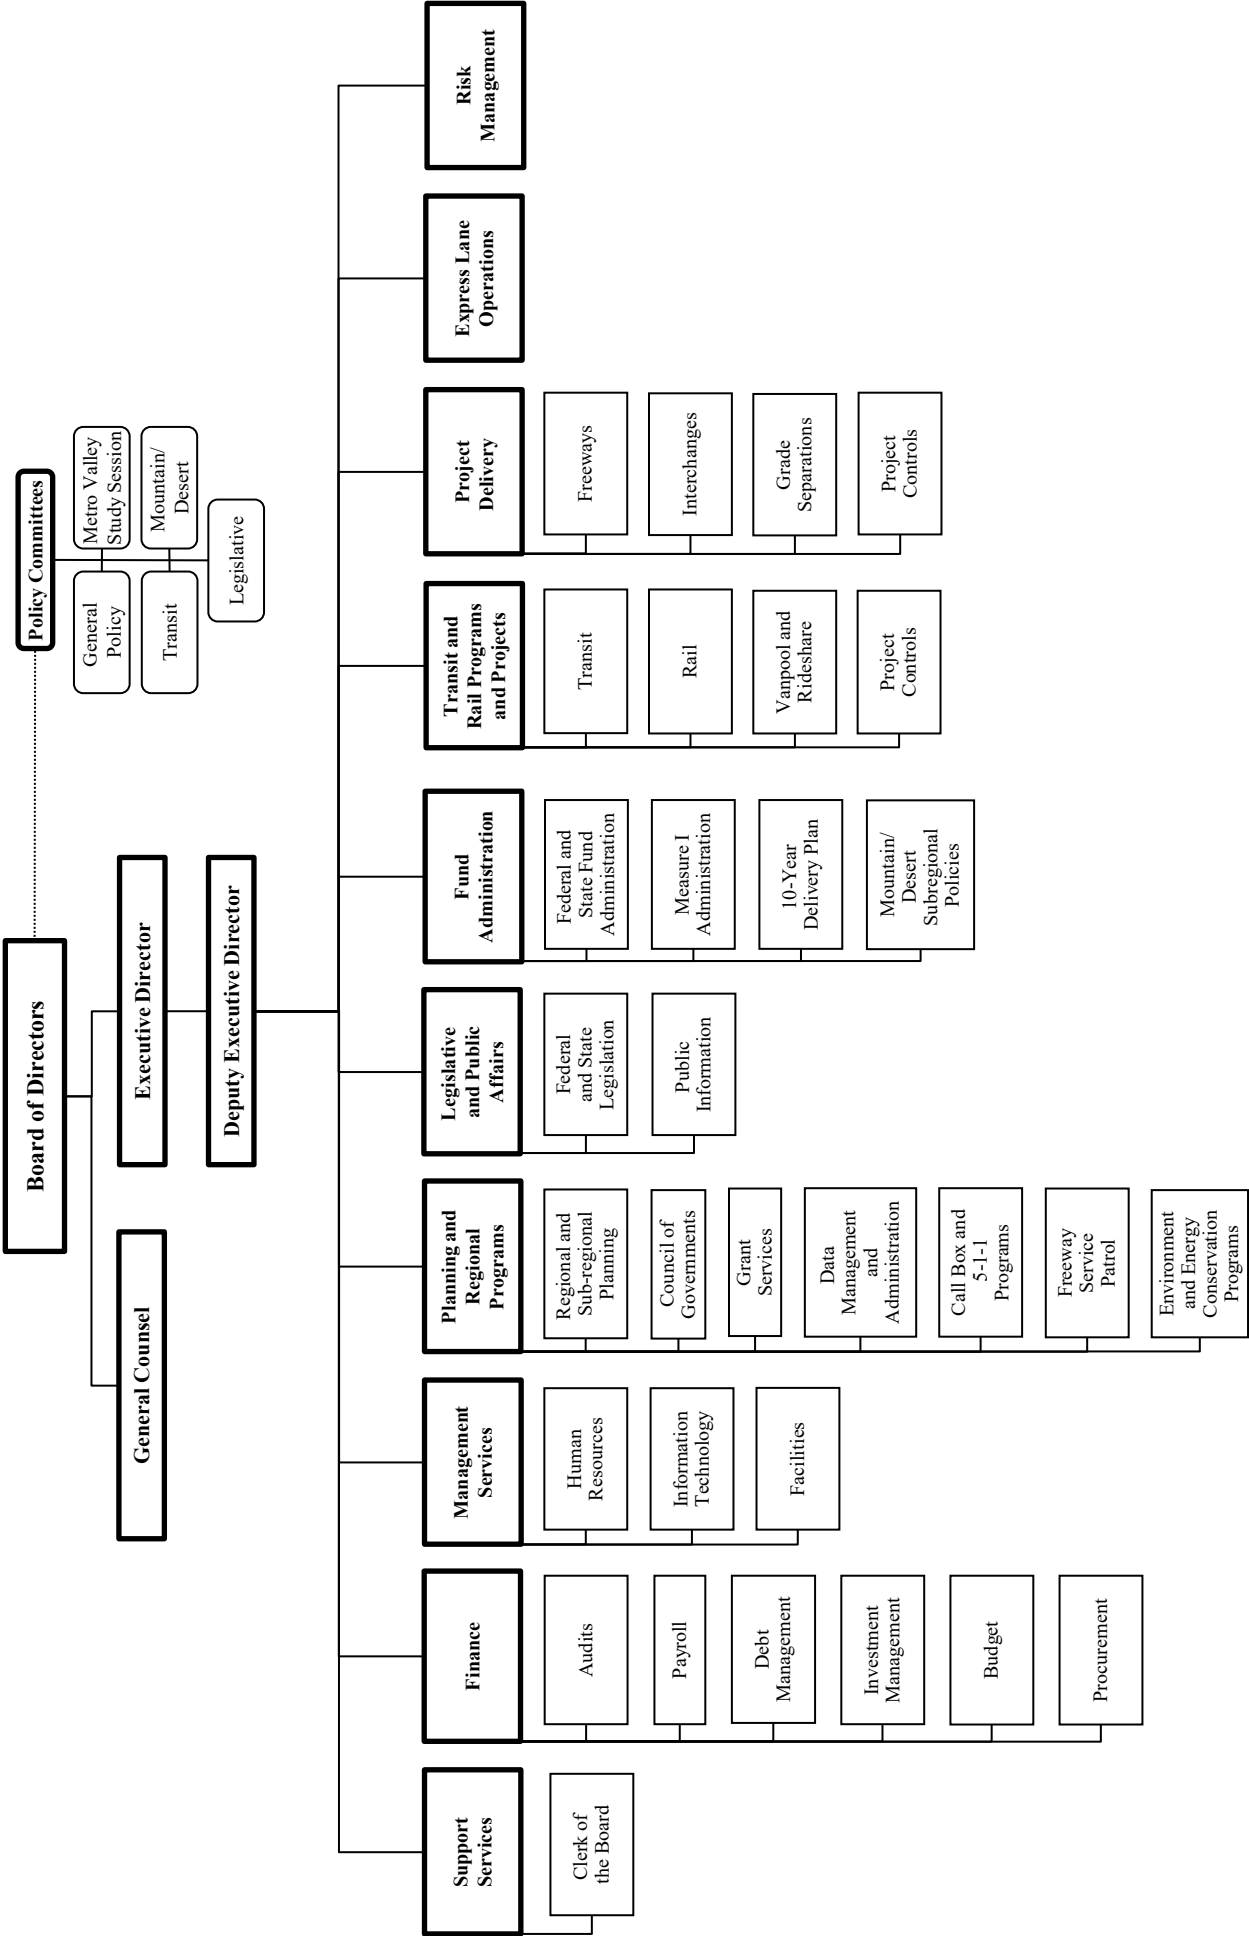 Board of Directors
Policy Committees
General
Policy
Metro Valley
Study Session
Transit
Mountain/
Desert
Legislative
General Counsel
Executive Director
Deputy Executive Director
Support
Services
Clerk of
the Board
Finance
Audits
Payroll
Debt
Management
Investment
Management
Budget
Procurement
Management
Services
Human
Resources
Information
Technology
Facilities
Planning and
Regional
Programs
Regional and
Sub-regional
Planning
Council of
Governments
Grant
Services
Data
Management
and
Administration
Call Box and
5-1-1
Programs
Freeway
Service
Patrol
Environment
and Energy
Conservation
Programs
Legislative
and Public
Affairs
Federal
and State
Legislation
Public
Information
Fund
Administration
Federal and
State Fund
Administration
Measure I
Administration
10-Year
Delivery Plan
Mountain/
Desert
Subregional
Policies
Transit and
Rail Programs
and Projects
Transit
Rail
Vanpool and
Rideshare
Project
Controls
Project
Delivery
Freeways
Interchanges
Grade
Separations
Project
Controls
Express Lane
Operations
Risk
Management